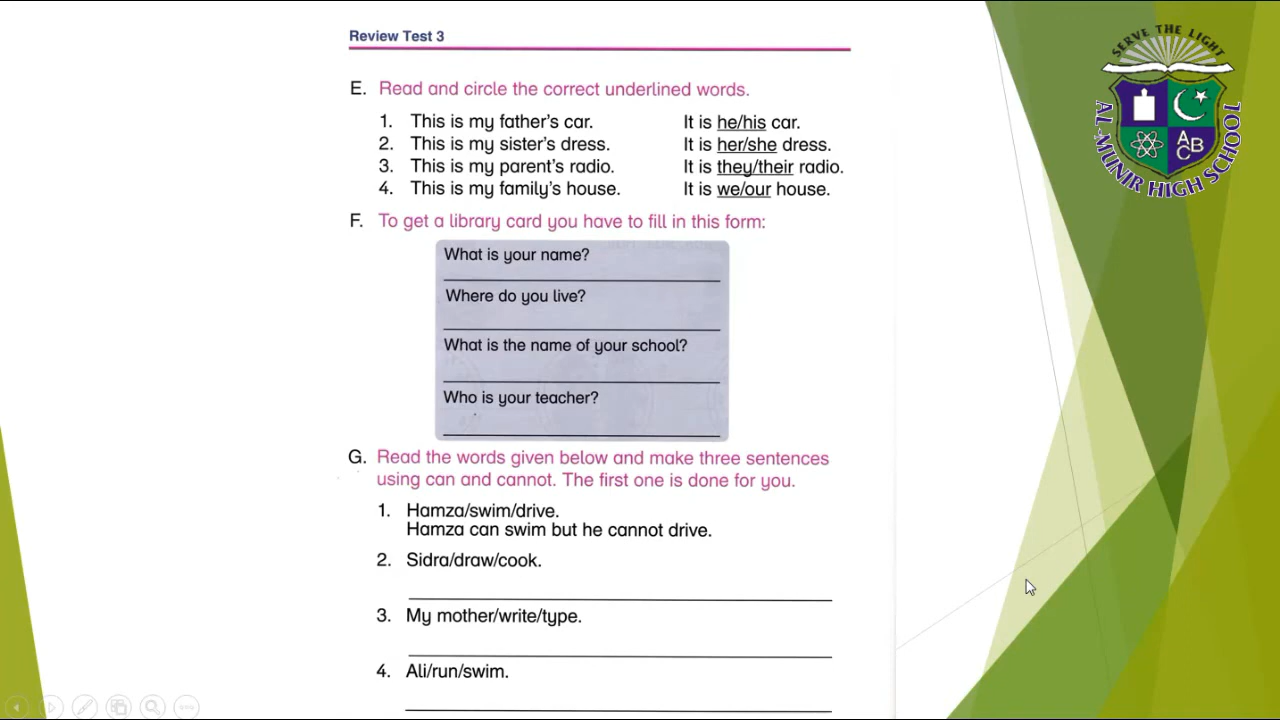 Review Test 3
E. Read and circle the correct underlined words.
1. This is my father's car. It is he/his car.
2. This is my sister's dress. It is her/she dress.
3. This is my parent's radio. It is they/their radio.
4. This is my family's house. It is we/our house.
F. To get a library card you have to fill in this form:
What is your name?
Where do you live?
What is the name of your school?
Who is your teacher?
G. Read the words given below and make three sentences
using can and cannot. The first one is done for you.
1. Hamza/swim/drive.
Hamza can swim but he cannot drive.
2. Sidra/draw/cook.
3. My mother/write/type.
4. Ali/run/swim.
SERVE THE LIGHT
A B C
AL-MUNIR HIGH SCHOOL